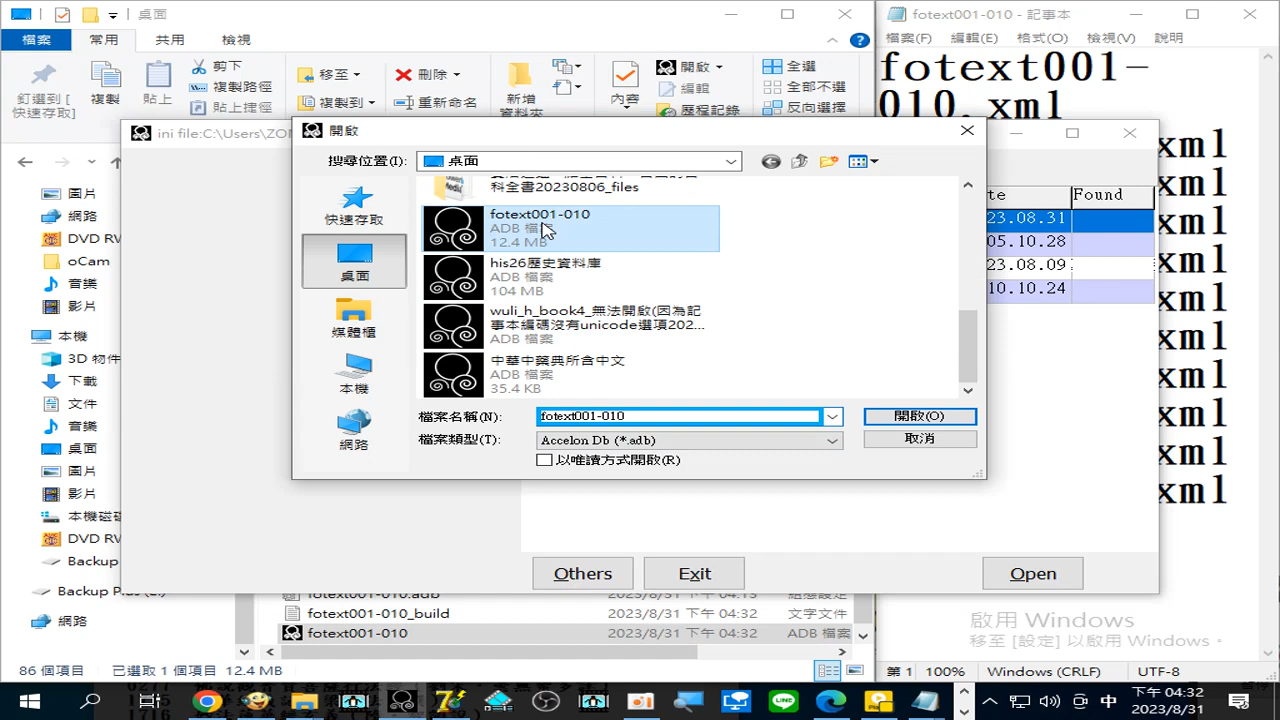 桌面
檔案
常用
共用
檢視
釘選到 [
快速存取]
複製
貼上
剪下
複製路徑
貼上捷徑
移至
複製到
刪除
重新命名
新增
資料夾
內容
開啟
編輯
歷程記錄
全選
全部不選
反向選擇
圖片
網路
DVD RW
oCam
音樂
影片
本機
3D 物件
下載
文件
音樂
桌面
圖片
影片
本機磁碟
DVD RW
Backup
網路
fotext001-010_build
2023/8/31 下午 04:32
文字文件
fotext001-010
2023/8/31 下午 04:32
ADB 檔案
86 個項目
已選取 1 個項目
12.4 MB
ini file:C:\Users\ZO
te
Found
23.08.31
05.10.28
23.08.09
10.10.24
Others
Exit
Open
開啟
搜尋位置(I):
桌面
快速存取
桌面
媒體櫃
本機
網路
科全書20230806_files
fotext001-010
ADB 檔
12.4 MB
his26歷史資料庫
ADB 檔案
104 MB
wuli_h_book4_無法開啟(因為記
事本編碼沒有unicode選項202...
ADB 檔案
中華中藥典所含中文
ADB 檔案
35.4 KB
檔案名稱(N):
fotext001-010
開啟(O)
檔案類型(T):
Accelon Db (*.adb)
取消
以唯讀方式開啟(R)
fotext001-010 - 記事本
檔案(F)
編輯(E)
格式(O)
檢視(V)
說明
fotext001-
010.xml
xml
xml
xml
xml
xml
xml
xml
xml
xml
xml
啟用 Windows
移至 [設定] 以啟用 Windows。
第 1
100%
Windows (CRLF)
UTF-8
中
下午 04:32
2023/8/31